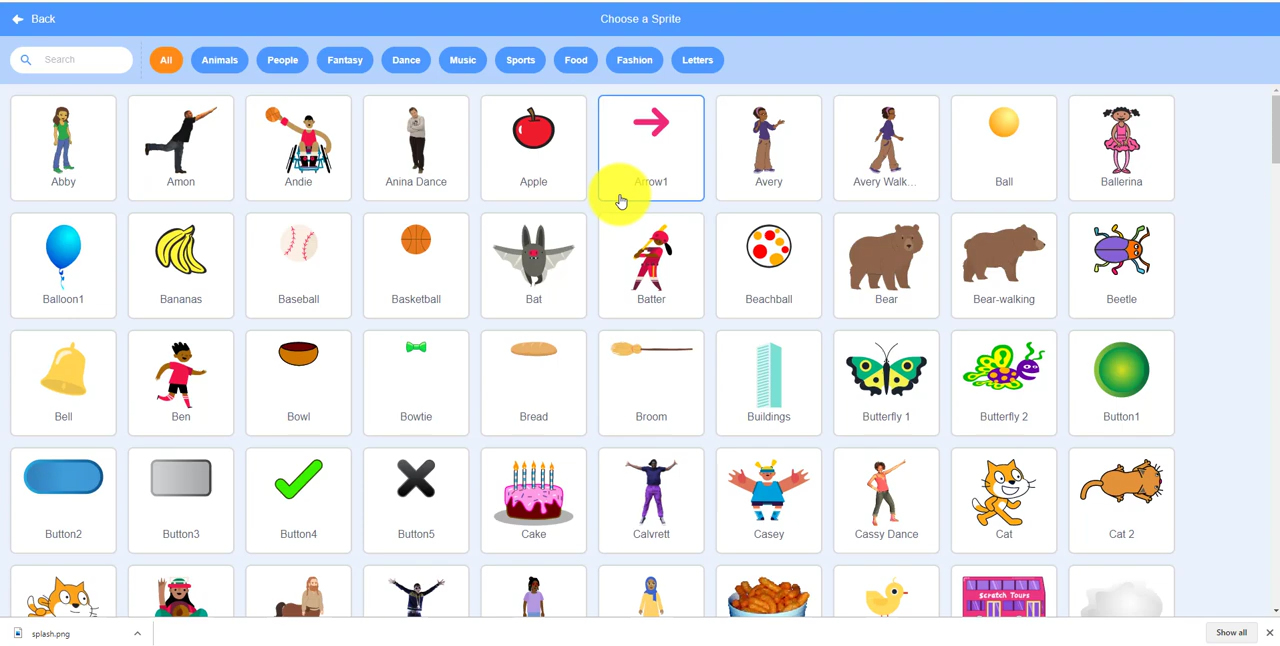 Back
Choose a Sprite
Search
All
Animals
People
Fantasy
Dance
Music
Sports
Food
Fashion
Letters
Abby
Amon
Andie
Anina Dance
Apple
Arrow1
Avery
Avery Walk...
Ball
Ballerina
Balloon1
Bananas
Baseball
Basketball
Bat
Batter
Beachball
Bear
Bear-walking
Beetle
Bell
Ben
Bowl
Bowtie
Bread
Broom
Buildings
Butterfly 1
Butterfly 2
Button1
Button2
Button3
Button4
Button5
Cake
Calvrett
Casey
Cassy Dance
Cat
Cat 2
Scratch Tours
splash.png
Show all